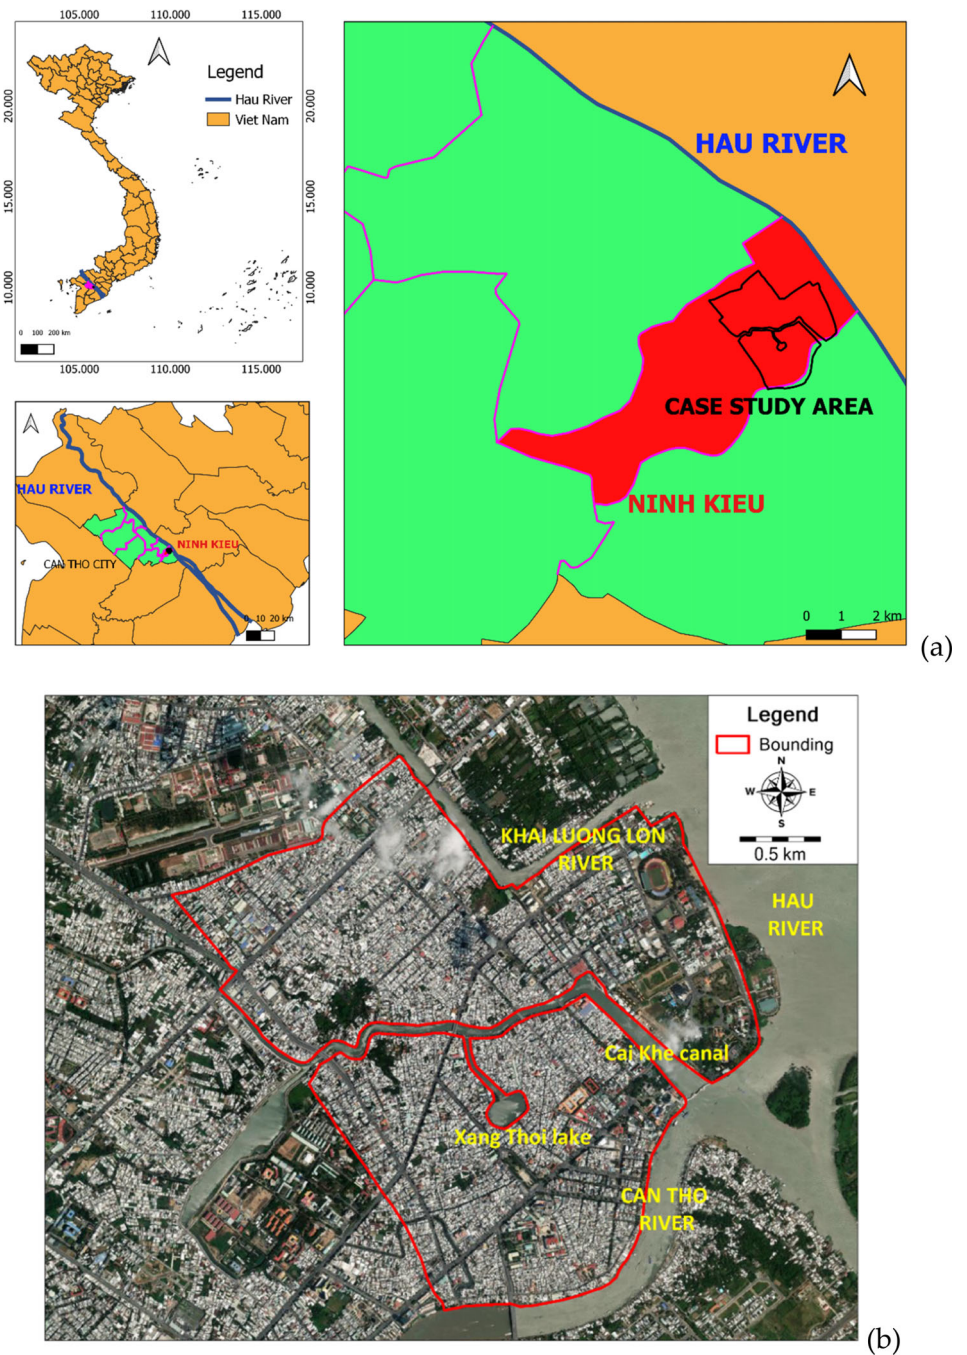 105.000 110.000 115.000
Legend
Hau River
Viet Nam
20.000
15.000
10.000
20.000
15.000
10.000
0 100 200 km
105.000 110.000 115.000
HAU RIVER
NINH KIEU
CAN THO CITY
0 10 20 km
HAU RIVER
CASE STUDY AREA
NINH KIEU
0 1 2 km
(a)
Legend
Bounding
N
W E
S
0.5 km
KHAI LUONG LON
RIVER
HAU
RIVER
Cai Khe canal
Xang Thoi lake
CAN THO
RIVER
(b)